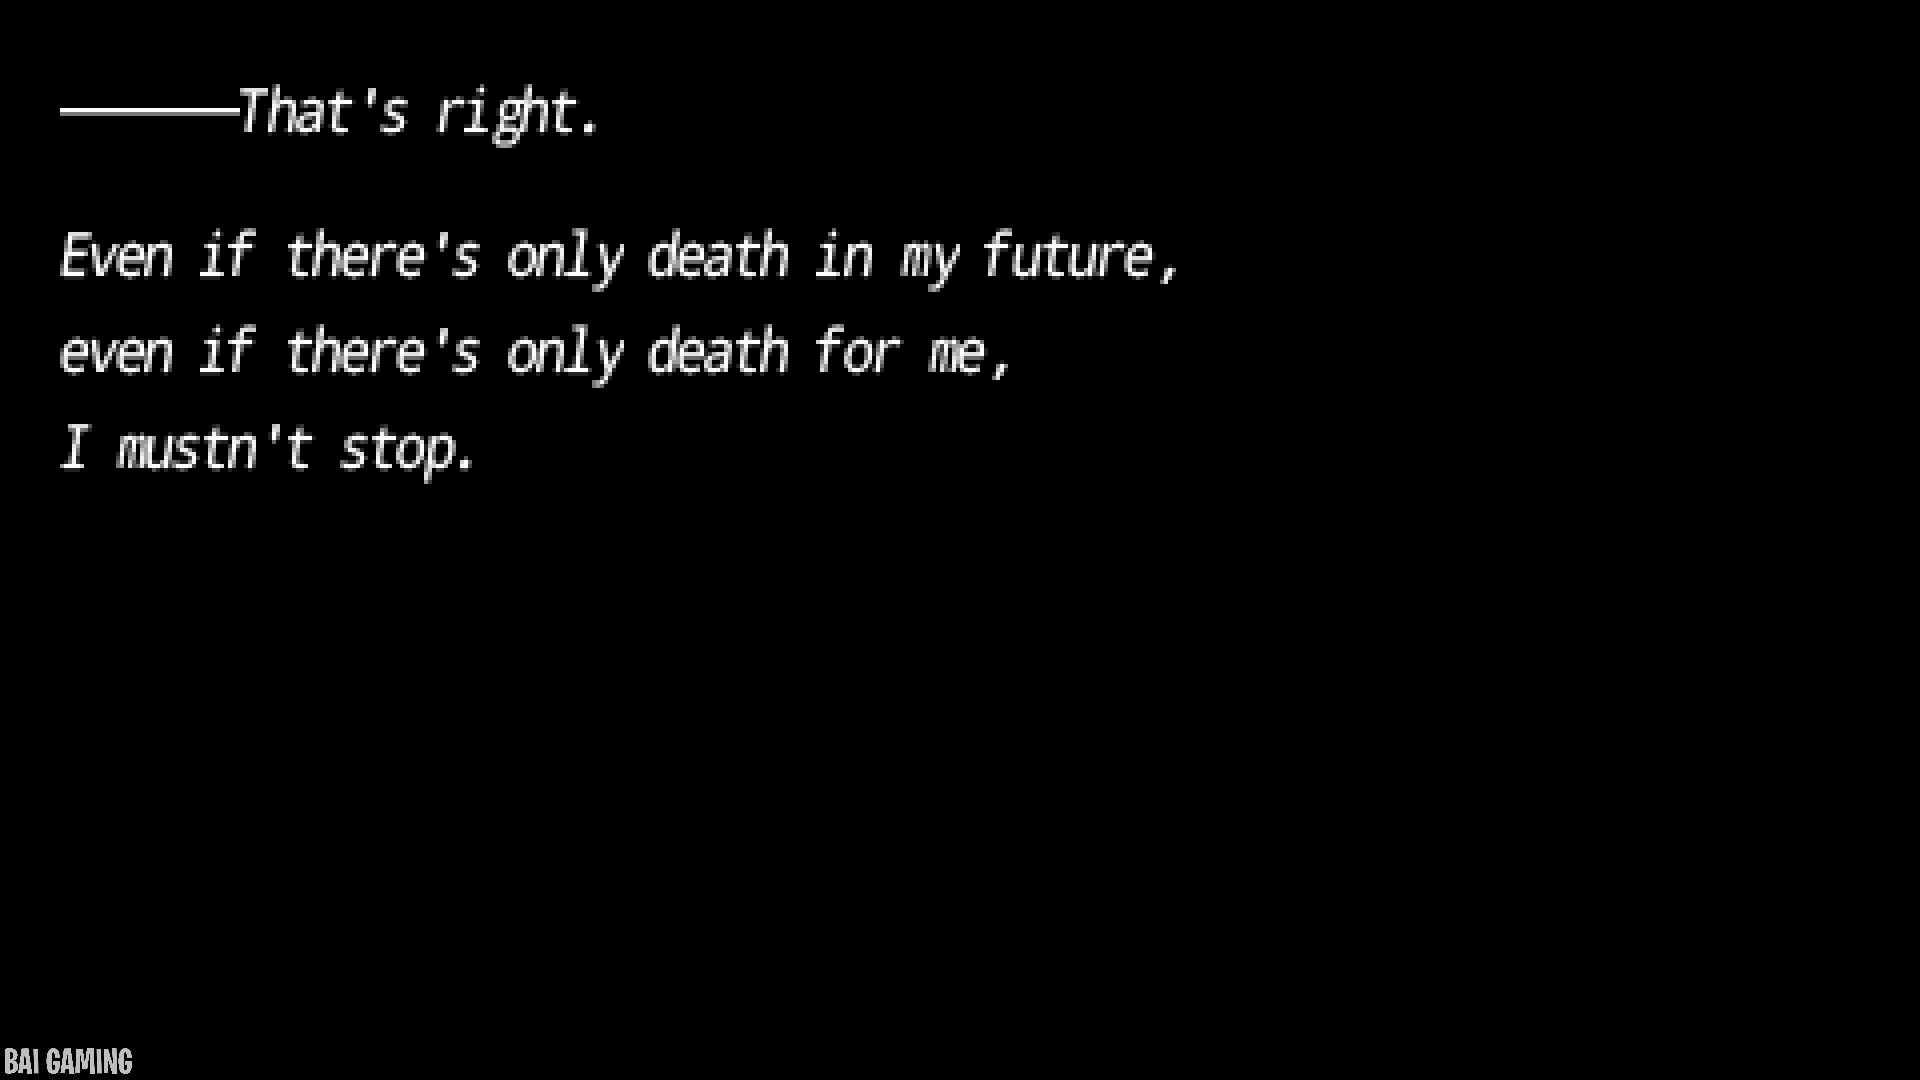 ———That's right.
Even if there's only death in my future,
even if there's only death for me,
I mustn't stop.
BAI GAMING